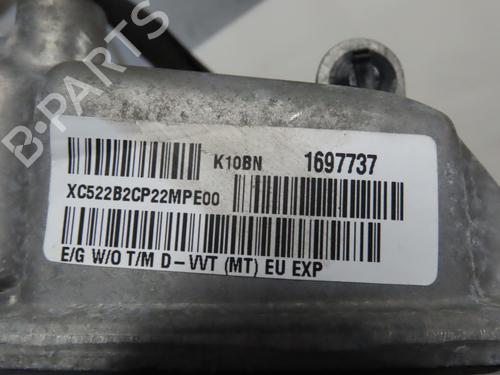 B-PARTS
K10BN 1697737
XC522B2CP22MPE00
E/G W/O T/M D-VVT (MT) EU EXP